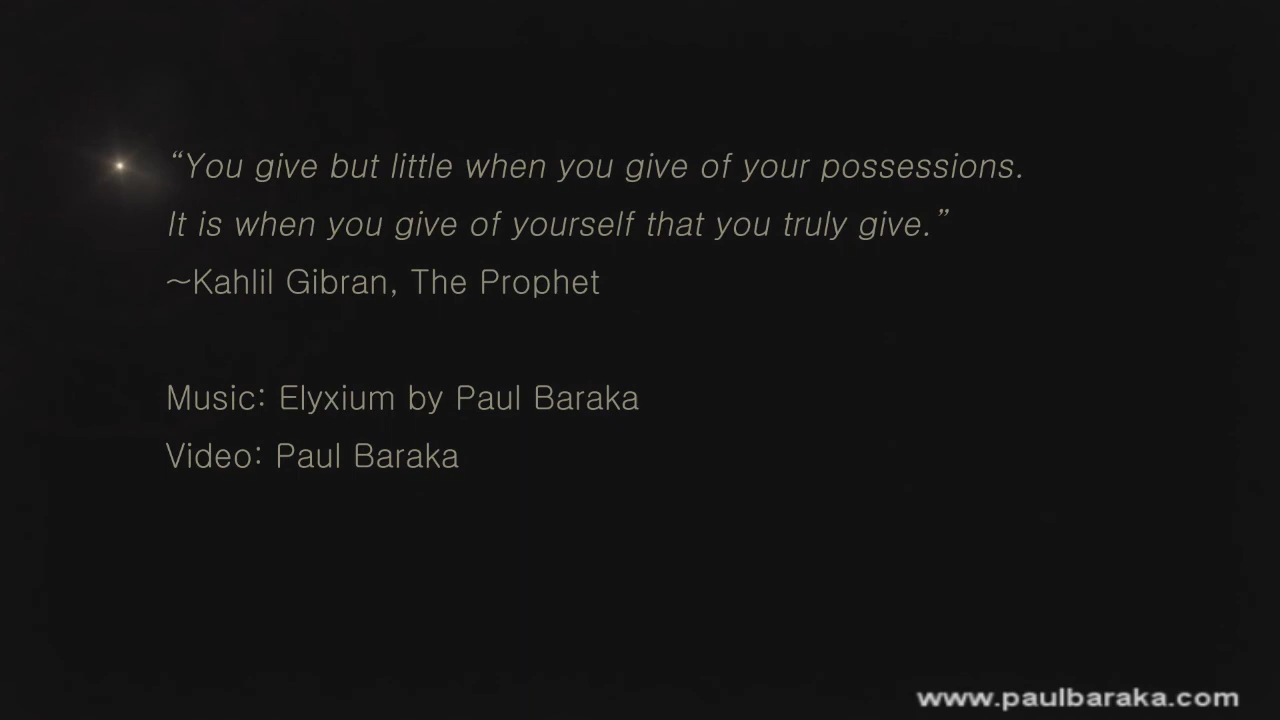 “You give but little when you give of your possessions.
It is when you give of yourself that you truly give.”
~Kahlil Gibran, The Prophet
Music: Elyxium by Paul Baraka
Video: Paul Baraka
www.paulbaraka.com